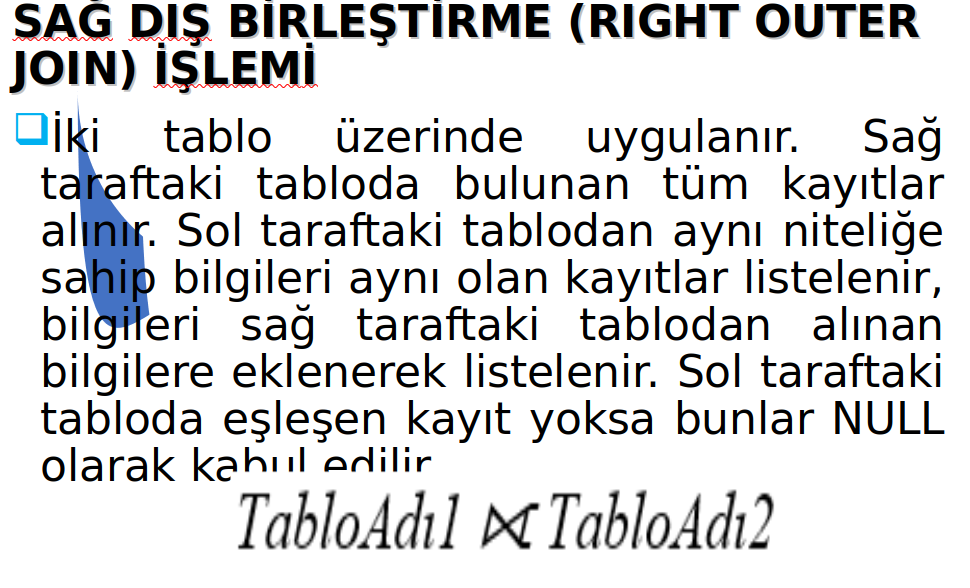 SAĞ DIŞ BİRLEŞTİRME (RIGHT OUTER
JOIN) İŞLEMİ
İki tablo üzerinde uygulanır. Sağ
taraftaki tabloda bulunan tüm kayıtlar
alınır. Sol taraftaki tablodan aynı niteliğe
sahip bilgileri aynı olan kayıtlar listelenir,
bilgileri sağ taraftaki tablodan alınan
bilgilere eklenerek listelenir. Sol taraftaki
tabloda eşleşen kayıt yoksa bunlar NULL
olarak kabul edilir
TabloAdı1 ⋉ TabloAdı2